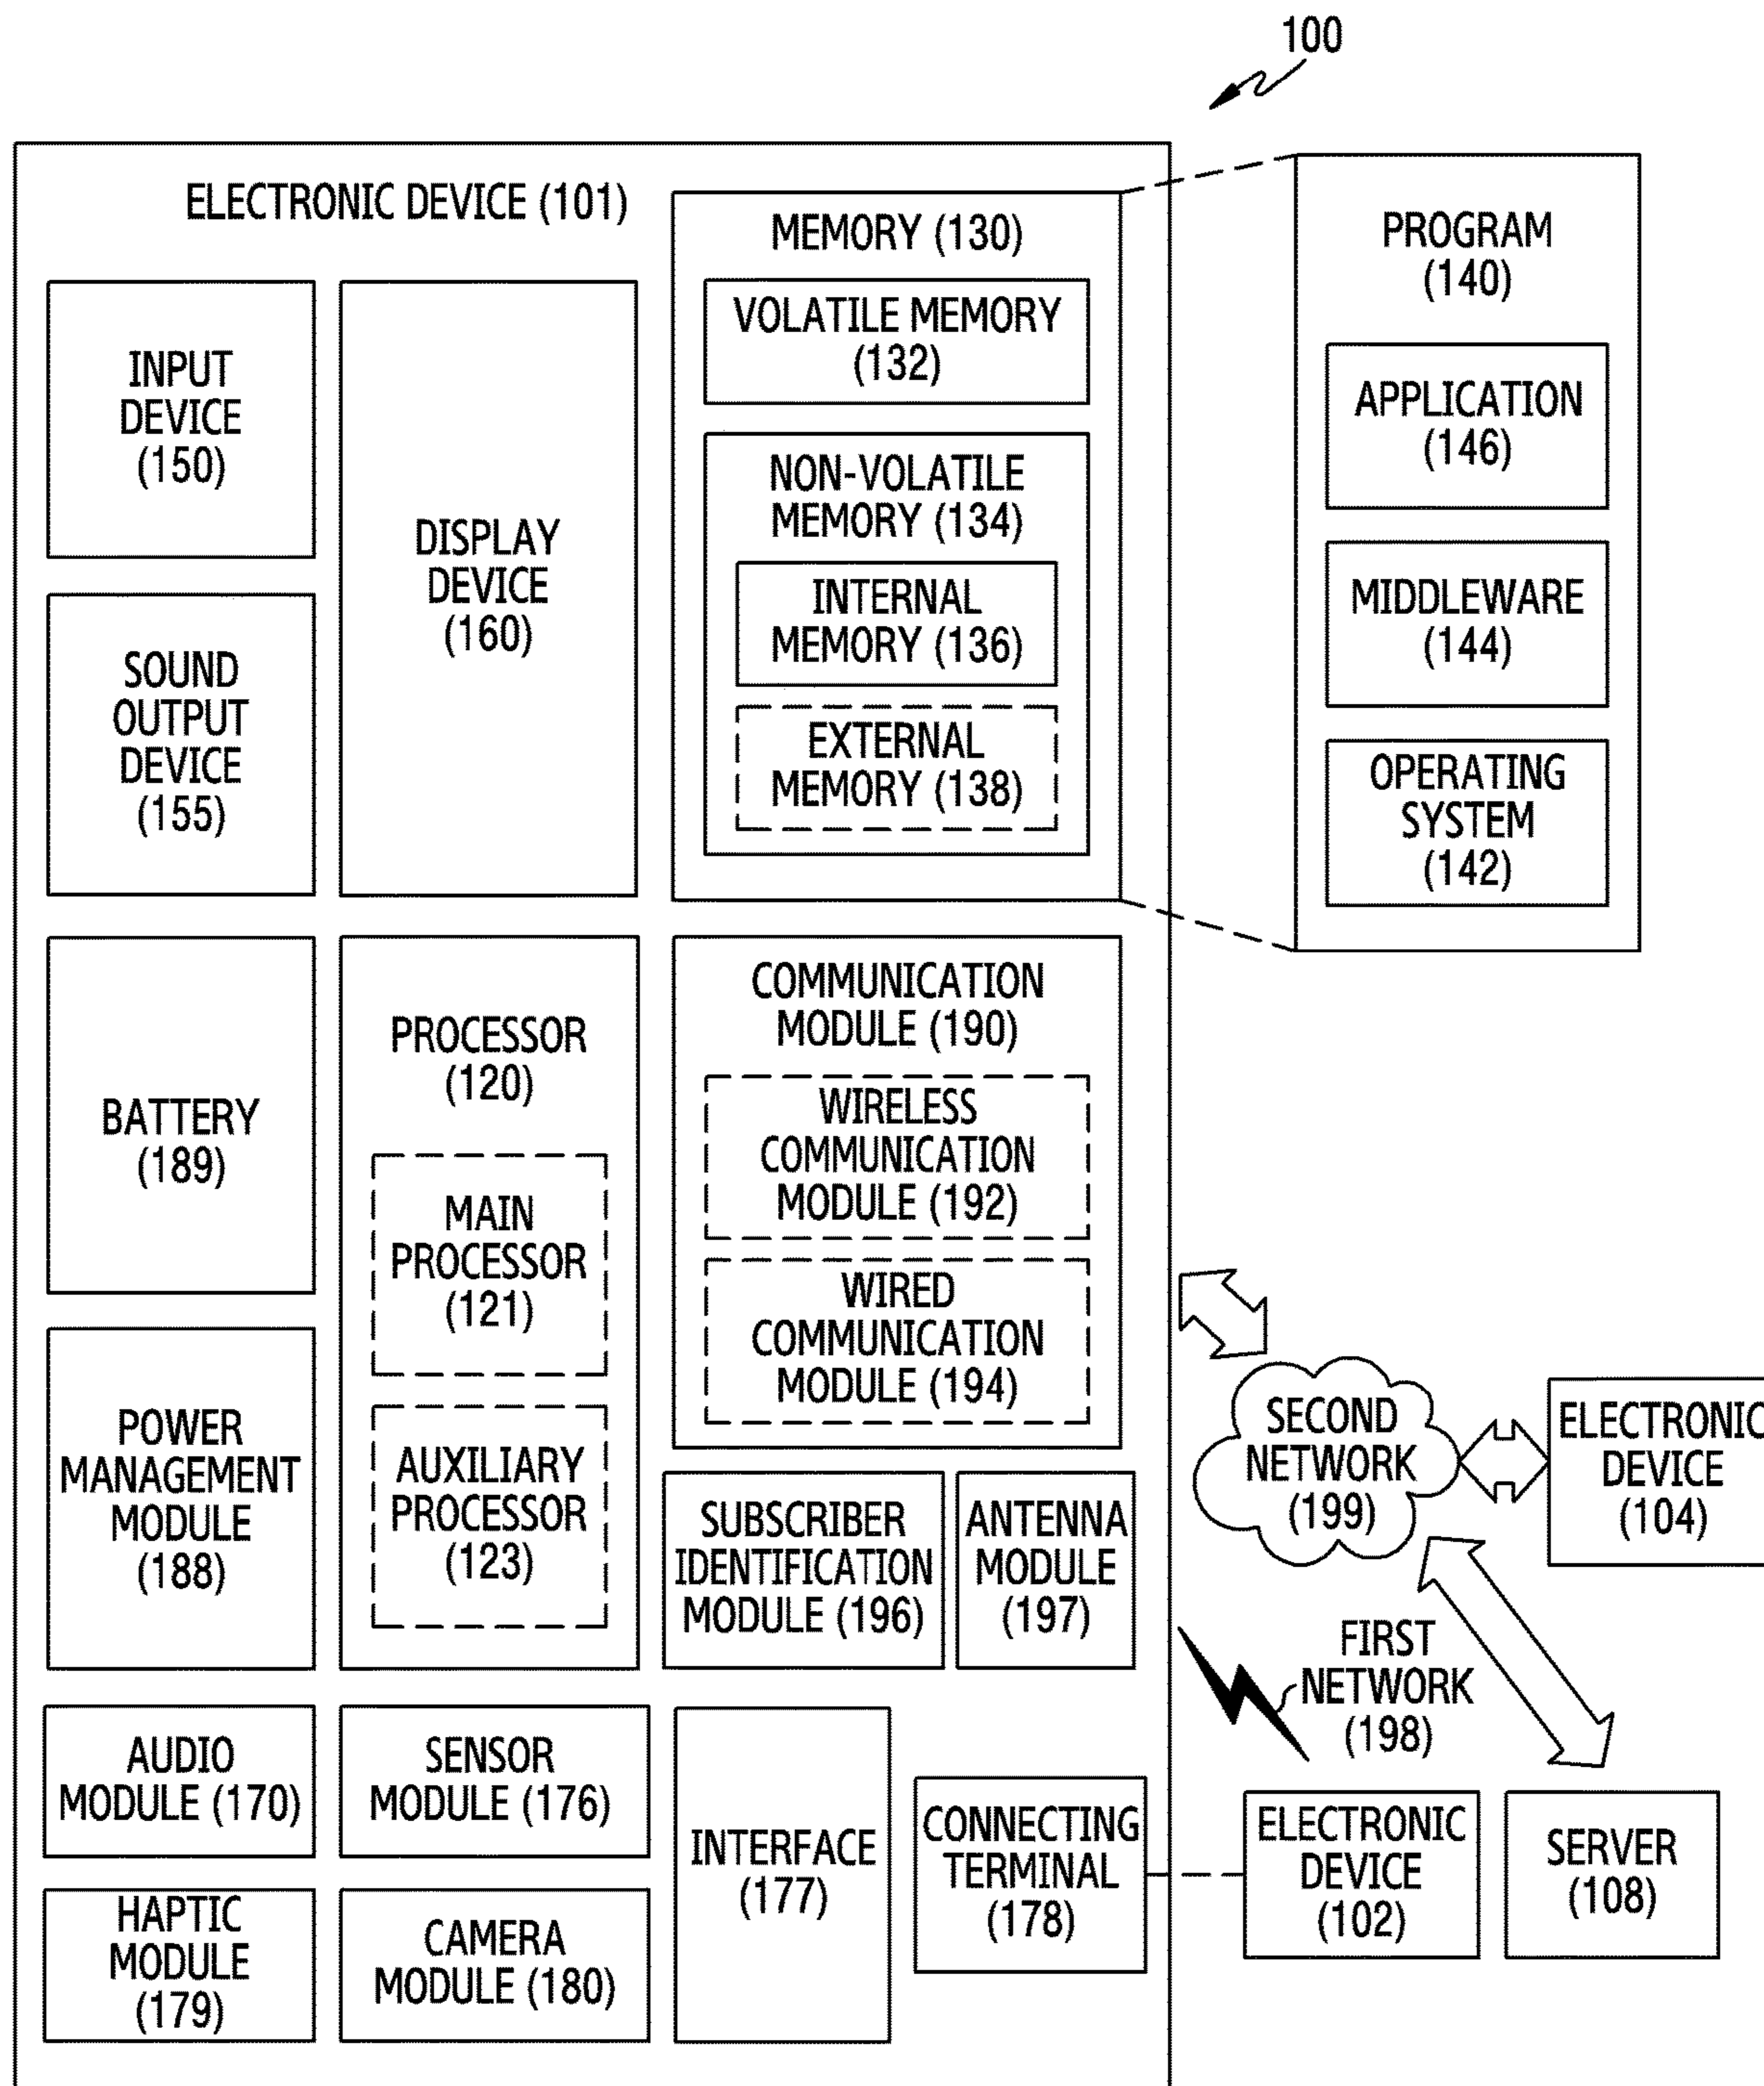 100
ELECTRONIC DEVICE (101)
INPUT
DEVICE
(150)
SOUND
OUTPUT
DEVICE
(155)
DISPLAY
DEVICE
(160)
MEMORY (130)
VOLATILE MEMORY
(132)
NON-VOLATILE
MEMORY (134)
INTERNAL
MEMORY (136)
EXTERNAL
MEMORY (138)
PROGRAM
(140)
APPLICATION
(146)
MIDDLEWARE
(144)
OPERATING
SYSTEM
(142)
BATTERY
(189)
POWER
MANAGEMENT
MODULE
(188)
PROCESSOR
(120)
MAIN
PROCESSOR
(121)
AUXILIARY
PROCESSOR
(123)
COMMUNICATION
MODULE (190)
WIRELESS
COMMUNICATION
MODULE (192)
WIRED
COMMUNICATION
MODULE (194)
SUBSCRIBER
IDENTIFICATION
MODULE (196)
ANTENNA
MODULE
(197)
SECOND
NETWORK
(199)
ELECTRONIC
DEVICE
(104)
FIRST
NETWORK
(198)
AUDIO
MODULE (170)
SENSOR
MODULE (176)
HAPTIC
MODULE
(179)
CAMERA
MODULE (180)
INTERFACE
(177)
CONNECTING
TERMINAL
(178)
ELECTRONIC
DEVICE
(102)
SERVER
(108)